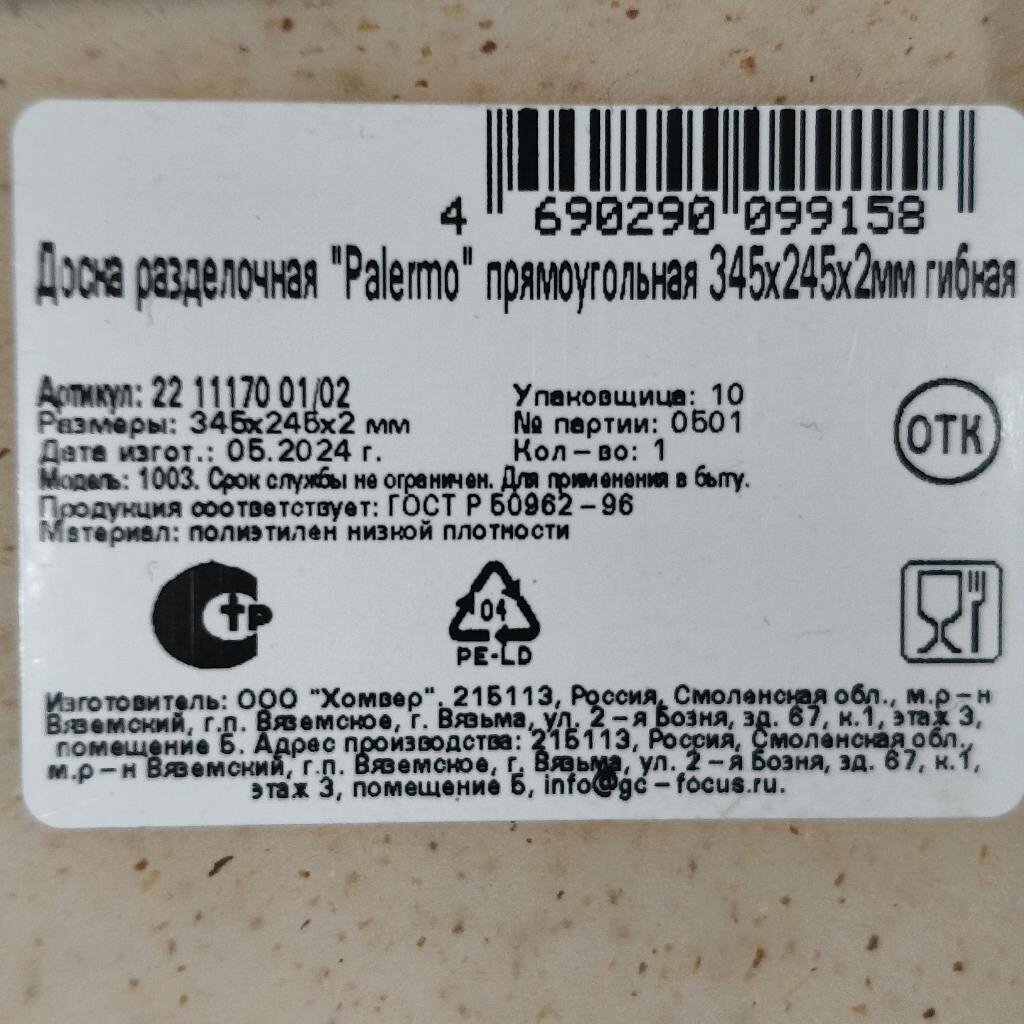 4 690290 099158
Доска разделочная "Palermo" прямоугольная 345х245х2мм гибкая
Артикул: 22 11170 01/02
Упаковщица: 10
Размеры: 345х245х2 мм
№ партии: 0501
Дата изгот.: 05.2024 г.
Кол-во: 1
ОТК
Модель: 1003. Срок службы не ограничен. Для применения в быту.
Продукция соответствует: ГОСТ Р 50962-96
Материал: полиэтилен низкой плотности
СТР
04
PE-LD
Изготовитель: ООО "Хомвер". 215113, Россия, Смоленская обл., м.р-н
Вяземский, г.п. Вяземское, г. Вязьма, ул. 2-я Бозня, зд. 67, к.1, этаж 3,
помещение 5. Адрес производства: 215113, Россия, Смоленская обл.,
м.р-н Вяземский, г.п. Вяземское, г. Вязьма, ул. 2-я Бозня, зд. 67, к.1,
этаж 3, помещение 5, info@gc-focus.ru.